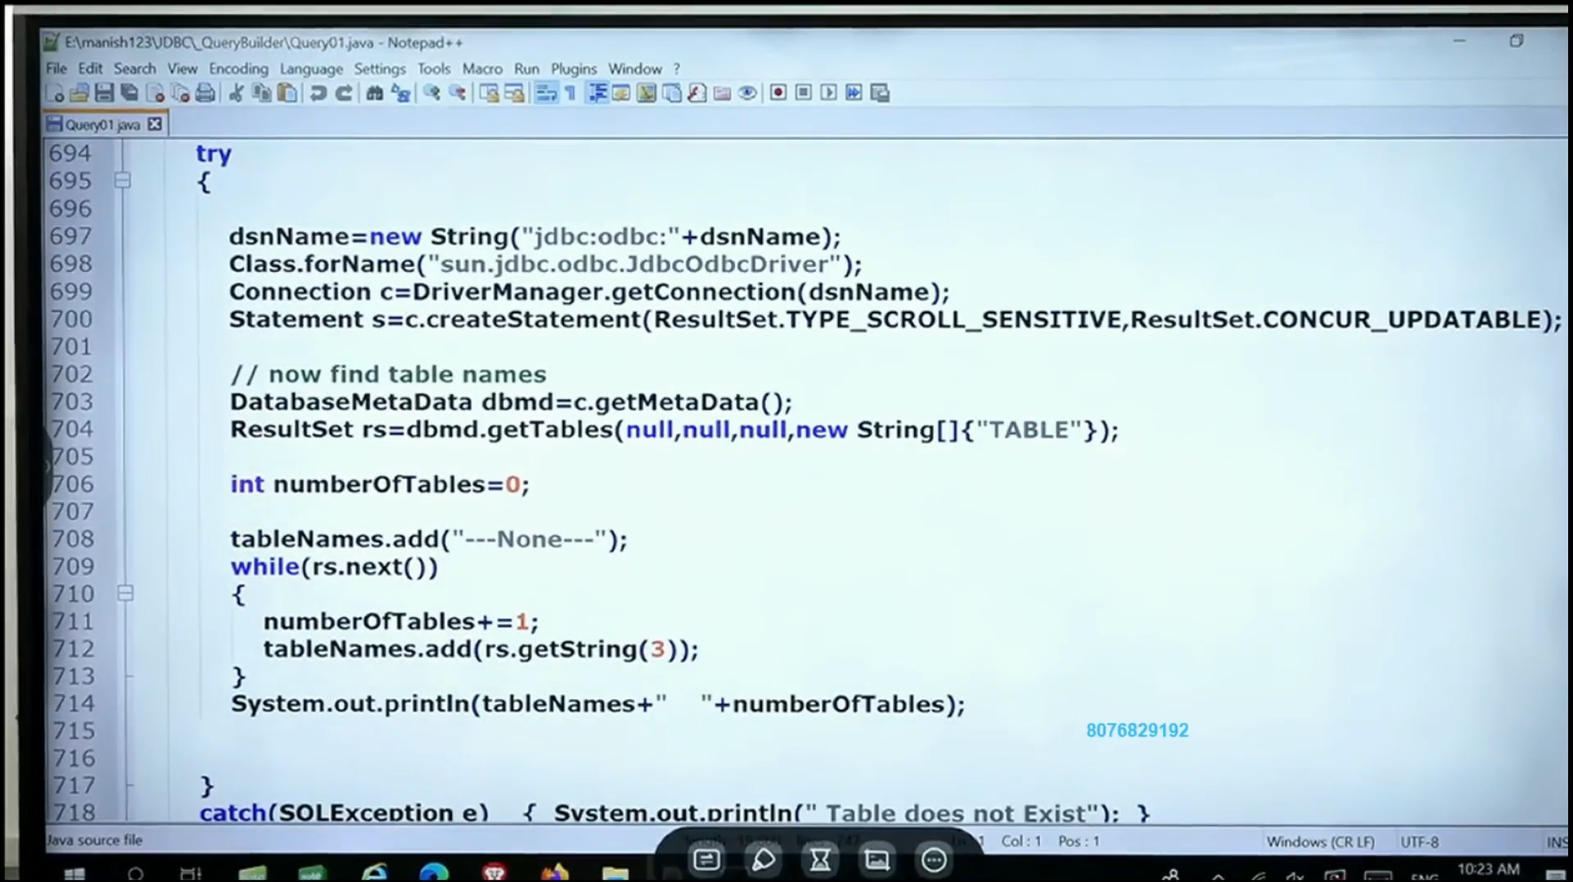 E:\manish123\JDBC\_QueryBuilder\Query01.java - Notepad++
File Edit Search View Encoding Language Settings Tools Macro Run Plugins Window ?
Query01.java
694 try
695 {
696
697 dsnName=new String("jdbc:odbc:"+dsnName);
698 Class.forName("sun.jdbc.odbc.JdbcOdbcDriver");
699 Connection c=DriverManager.getConnection(dsnName);
700 Statement s=c.createStatement(ResultSet.TYPE_SCROLL_SENSITIVE,ResultSet.CONCUR_UPDATABLE);
701
702 // now find table names
703 DatabaseMetaData dbmd=c.getMetaData();
704 ResultSet rs=dbmd.getTables(null,null,null,new String[]{"TABLE"});
705
706 int numberOfTables=0;
707
708 tableNames.add("---None---");
709 while(rs.next())
710 {
711 numberOfTables+=1;
712 tableNames.add(rs.getString(3));
713 }
714 System.out.println(tableNames+"   "+numberOfTables);
8076829192
715
716
717 }
718 catch(SQLException e) { System.out.println(" Table does not Exist"); }
Java source file Col : 1 Pos : 1 Windows (CR LF) UTF-8 INS
ENG 10:23 AM